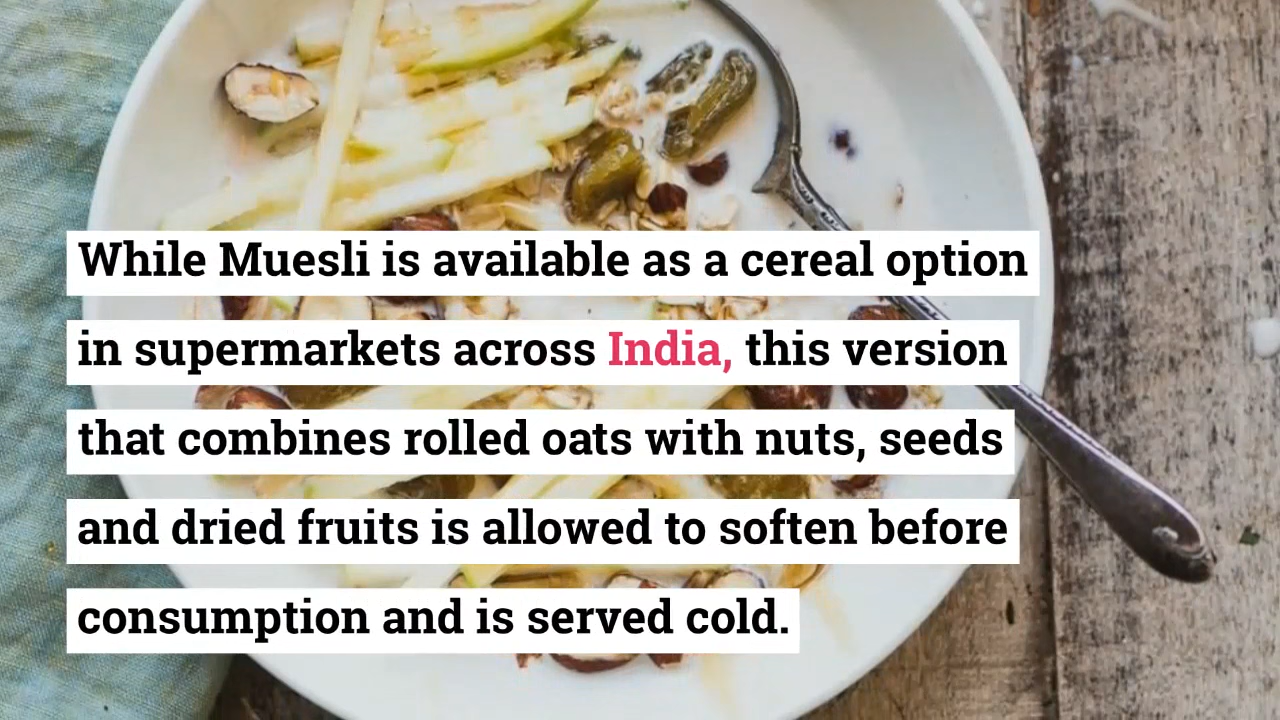 While Muesli is available as a cereal option
in supermarkets across India, this version
that combines rolled oats with nuts, seeds
and dried fruits is allowed to soften before
consumption and is served cold.